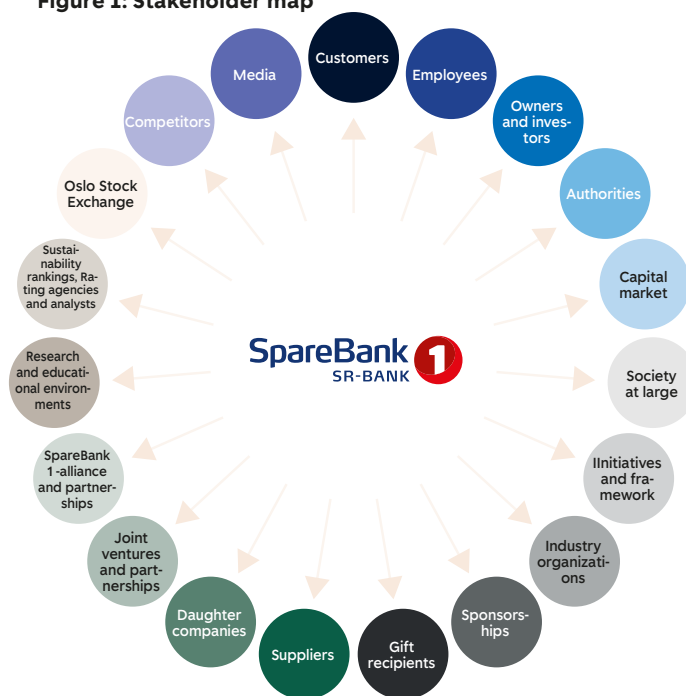 Figure 1: Stakeholder map
Customers
Employees
Owners
and inves-
tors
Authorities
Capital
market
Society
at large
IInitiatives
and fra-
mework
Industry
organizati-
ons
Sponsors-
hips
Gift
recipients
Suppliers
Daughter
companies
Joint
ventures
and part-
nerships
SpareBank
1 -alliance
and partner-
ships
Research
and educati-
onal environ-
ments
Sustai-
nability
rankings, Ra-
ting agencies
and analysts
Oslo Stock
Exchange
Competitors
Media
SpareBank 1
SR-BANK